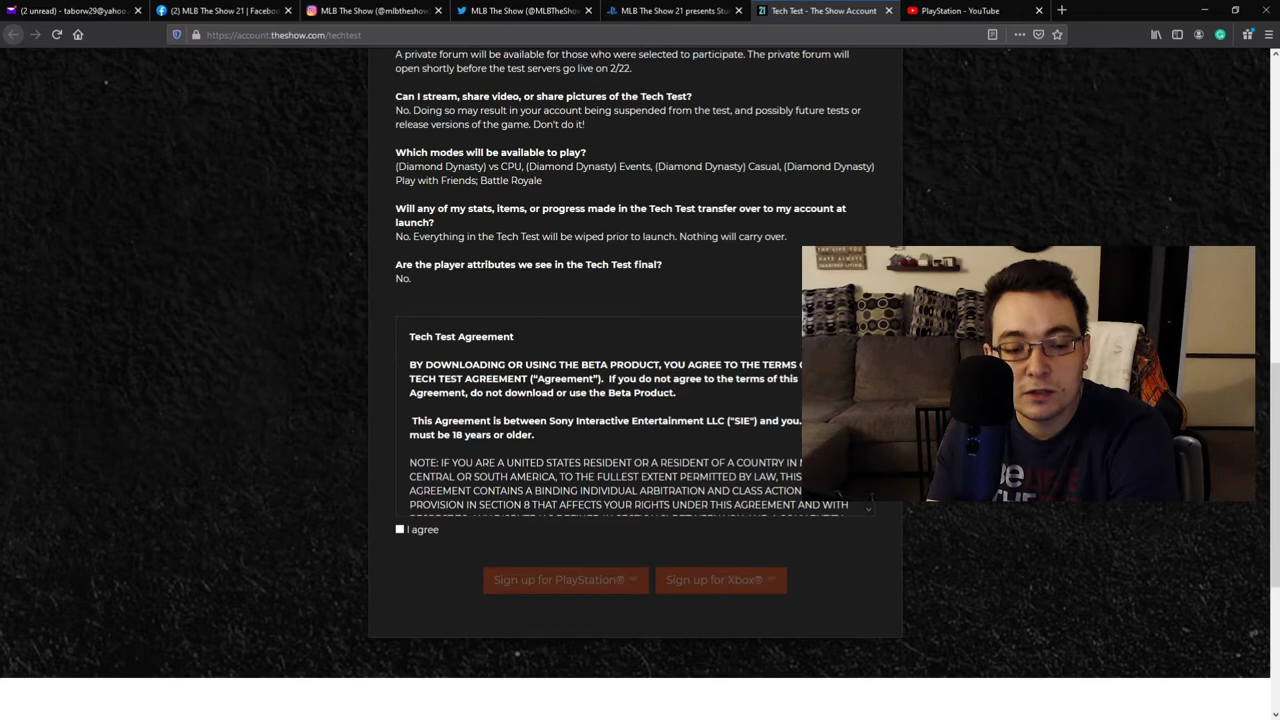 (2 unread) - taborw29@yahoo.
(2) MLB The Show 21 | Facebo
MLB The Show (@mlbtheshow
MLB The Show (@MLBTheSho
MLB The Show 21 presents Stu
Tech Test - The Show Account
PlayStation - YouTube
https://account.theshow.com/techtest
A private forum will be available for those who were selected to participate. The private forum will
open shortly before the test servers go live on 2/22.
Can I stream, share video, or share pictures of the Tech Test?
No. Doing so may result in your account being suspended from the test, and possibly future tests or
release versions of the game. Don't do it!
Which modes will be available to play?
(Diamond Dynasty) vs CPU, (Diamond Dynasty) Events, (Diamond Dynasty) Casual, (Diamond Dynasty)
Play with Friends; Battle Royale
Will any of my stats, items, or progress made in the Tech Test transfer over to my account at
launch?
No. Everything in the Tech Test will be wiped prior to launch. Nothing will carry over.
Are the player attributes we see in the Tech Test final?
No.
Tech Test Agreement
BY DOWNLOADING OR USING THE BETA PRODUCT, YOU AGREE TO THE TERMS
TECH TEST AGREEMENT (“Agreement”). If you do not agree to the terms of this
Agreement, do not download or use the Beta Product.
This Agreement is between Sony Interactive Entertainment LLC ("SIE") and you.
must be 18 years or older.
NOTE: IF YOU ARE A UNITED STATES RESIDENT OR A RESIDENT OF A COUNTRY IN
CENTRAL OR SOUTH AMERICA, TO THE FULLEST EXTENT PERMITTED BY LAW, THIS
AGREEMENT CONTAINS A BINDING INDIVIDUAL ARBITRATION AND CLASS ACTION
PROVISION IN SECTION 8 THAT AFFECTS YOUR RIGHTS UNDER THIS AGREEMENT AND WITH
I agree
Sign up for PlayStation®
Sign up for Xbox®